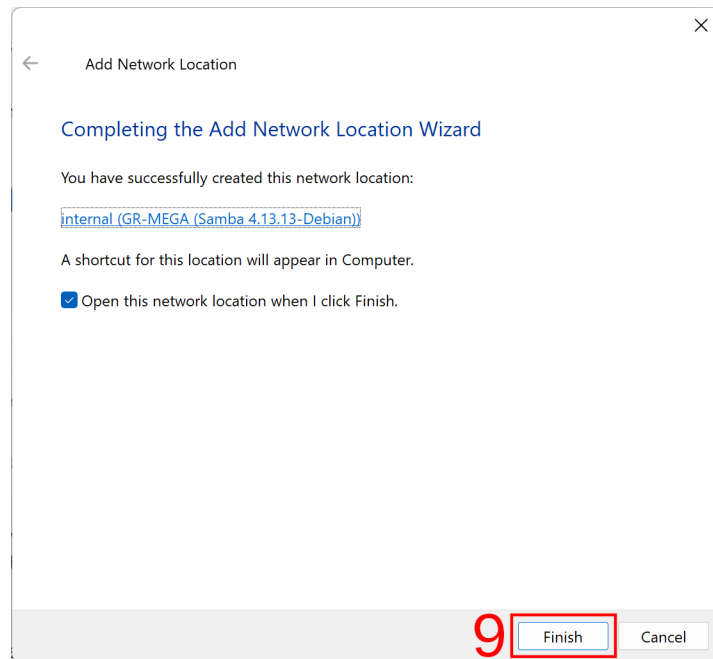 Add Network Location
Completing the Add Network Location Wizard
You have successfully created this network location:
internal (GR-MEGA (Samba 4.13.13-Debian))
A shortcut for this location will appear in Computer.
Open this network location when I click Finish.
9 Finish Cancel